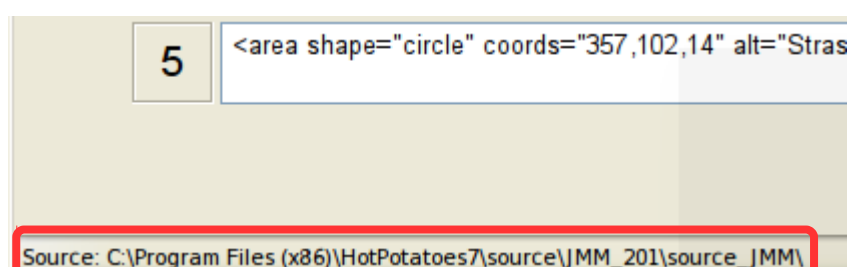 5
<area shape="circle" coords="357,102,14" alt="Stras
Source: C:\Program Files (x86)\HotPotatoes7\source\JMM_201\source_JMM\